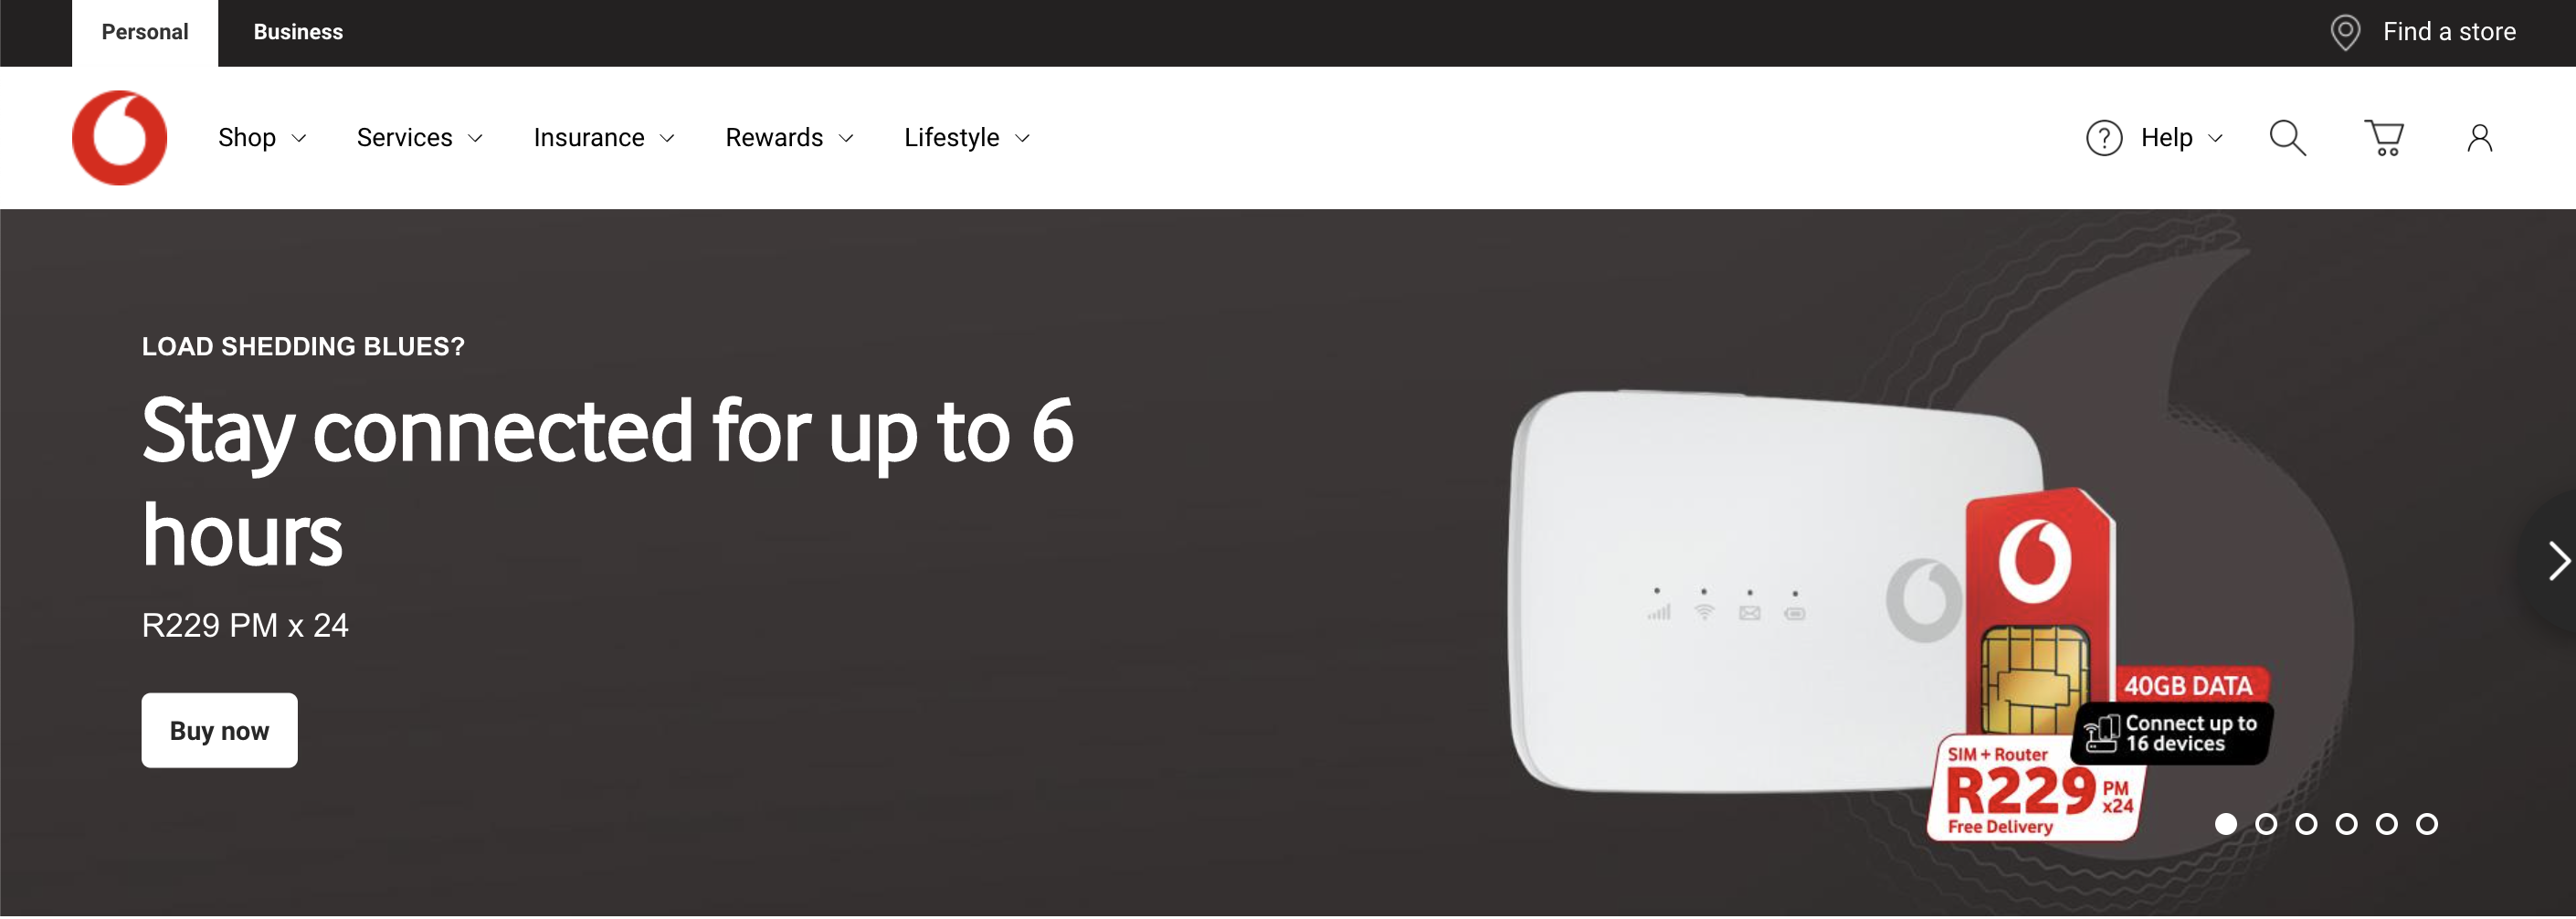 Personal
Business
Find a store
Shop
Services
Insurance
Rewards
Lifestyle
Help
LOAD SHEDDING BLUES?
Stay connected for up to 6
hours
R229 PM x 24
Buy now
40GB DATA
Connect up to
16 devices
SIM + Router
R229 PM
x24
Free Delivery